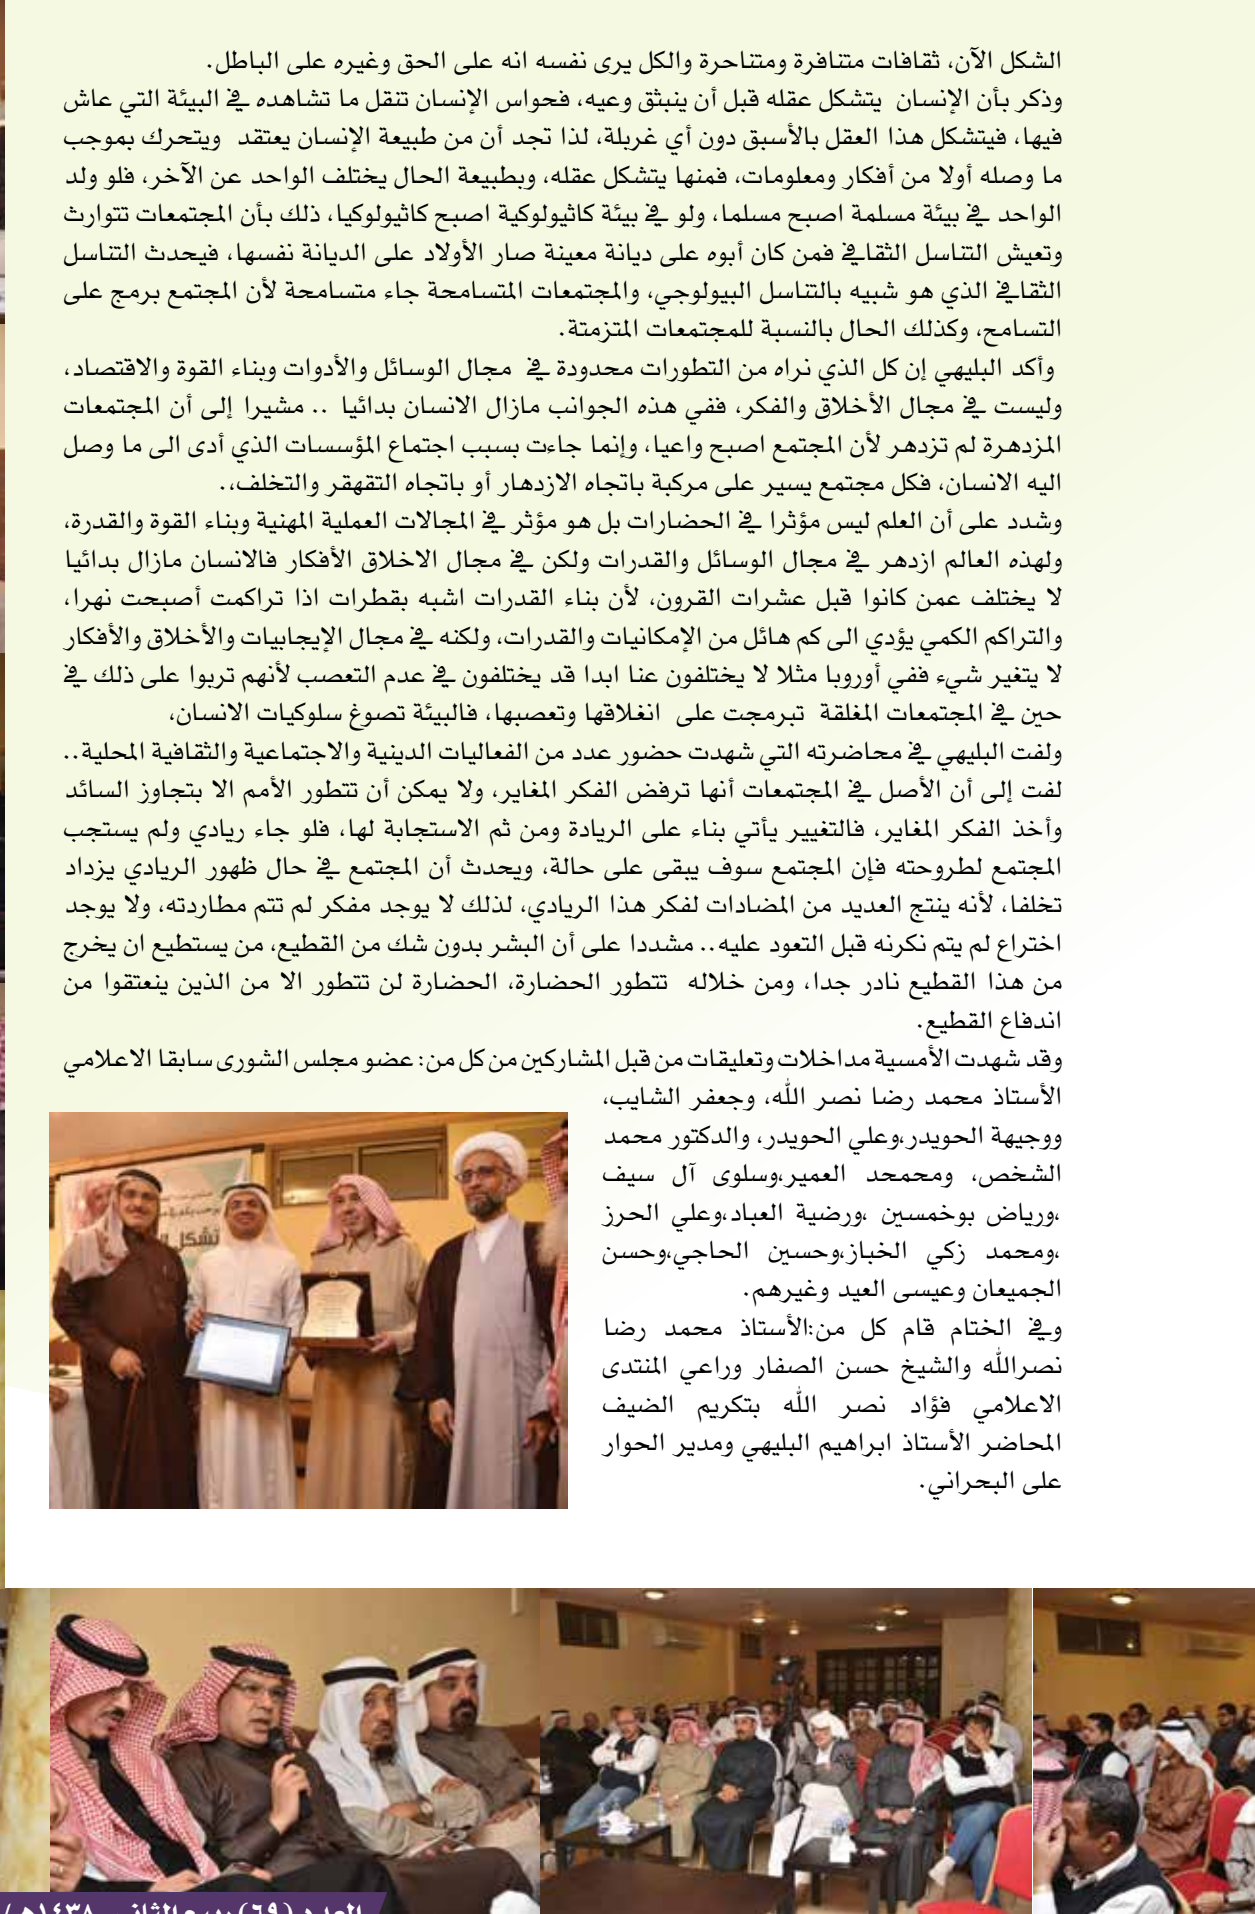 الشكل الآن، ثقافات متنافرة ومتناحرة والكل يرى نفسه انه على الحق وغيره على الباطل.
وذكر بأن الإنسان يتشكل عقله قبل أن ينبثق وعيه، فحواس الإنسان تنقل ما تشاهده في البيئة التي عاش
فيها، فيتشكل هذا العقل بالأسبق دون أي غربلة، لذا تجد أن من طبيعة الإنسان يعتقد ويتحرك بموجب
ما وصله أولا من أفكار ومعلومات، فمنها يتشكل عقله، وبطبيعة الحال يختلف الواحد عن الآخر، فلو ولد
الواحد في بيئة مسلمة اصبح مسلما، ولو في بيئة كاثيولوكية اصبح كاثيولوكيا، ذلك بأن المجتمعات تتوارث
وتعيش التناسل الثقافي فمن كان أبوه على ديانة معينة صار الأولاد على الديانة نفسها، فيحدث التناسل
الثقافي الذي هو شبيه بالتناسل البيولوجي، والمجتمعات المتسامحة جاء متسامحة لأن المجتمع برمج على
التسامح، وكذلك الحال بالنسبة للمجتمعات المتزمتة.
وأكد البليهي إن كل الذي نراه من التطورات محدودة في مجال الوسائل والأدوات وبناء القوة والاقتصاد،
وليست في مجال الأخلاق والفكر، ففي هذه الجوانب مازال الانسان بدائيا .. مشيرا إلى أن المجتمعات
المزدهرة لم تزدهر لأن المجتمع اصبح واعيا، وإنما جاءت بسبب اجتماع المؤسسات الذي أدى الى ما وصل
اليه الانسان، فكل مجتمع يسير على مركبة باتجاه الازدهار أو باتجاه التقهقر والتخلف،.
وشدد على أن العلم ليس مؤثرا في الحضارات بل هو مؤثر في المجالات العملية المهنية وبناء القوة والقدرة،
ولهذه العالم ازدهر في مجال الوسائل والقدرات ولكن في مجال الاخلاق الأفكار فالانسان مازال بدائيا
لا يختلف عمن كانوا قبل عشرات القرون، لأن بناء القدرات اشبه بقطرات اذا تراكمت أصبحت نهرا،
والتراكم الكمي يؤدي الى كم هائل من الإمكانيات والقدرات، ولكنه في مجال الإيجابيات والأخلاق والأفكار
لا يتغير شيء ففي أوروبا مثلا لا يختلفون عنا ابدا قد يختلفون في عدم التعصب لأنهم تربوا على ذلك في
حين في المجتمعات المغلقة تبرمجت على انغلاقها وتعصبها، فالبيئة تصوغ سلوكيات الانسان،
ولفت البليهي في محاضرته التي شهدت حضور عدد من الفعاليات الدينية والاجتماعية والثقافية المحلية..
لفت إلى أن الأصل في المجتمعات أنها ترفض الفكر المغاير، ولا يمكن أن تتطور الأمم الا بتجاوز السائد
وأخذ الفكر المغاير، فالتغيير يأتي بناء على الريادة ومن ثم الاستجابة لها، فلو جاء ريادي ولم يستجب
المجتمع لطروحته فإن المجتمع سوف يبقى على حالة، ويحدث أن المجتمع في حال ظهور الريادي يزداد
تخلفا، لأنه ينتج العديد من المضادات لفكر هذا الريادي، لذلك لا يوجد مفكر لم تتم مطاردته، ولا يوجد
اختراع لم يتم نكرنه قبل التعود عليه.. مشددا على أن البشر بدون شك من القطيع، من يستطيع ان يخرج
من هذا القطيع نادر جدا، ومن خلاله تتطور الحضارة، الحضارة لن تتطور الا من الذين ينعتقوا من
اندفاع القطيع.
وقد شهدت الأمسية مداخلات وتعليقات من قبل المشاركين من كل من: عضو مجلس الشورى سابقا الاعلامي
الأستاذ محمد رضا نصر الله، وجعفر الشايب،
ووجيهة الحويدر،وعلي الحويدر، والدكتور محمد
الشخص، ومحمحد العمير،وسلوى آل سيف
،ورياض بوخمسين ،ورضية العباد،وعلي الحرز
،ومحمد زكي الخباز،وحسين الحاجي،وحسن
الجميعان وعيسى العيد وغيرهم.
وفي الختام قام كل من:الأستاذ محمد رضا
نصرالله والشيخ حسن الصفار وراعي المنتدى
الاعلامي فؤاد نصر الله بتكريم الضيف
المحاضر الأستاذ ابراهيم البليهي ومدير الحوار
على البحراني.
تشكل
العدد (٦٩) ربيع الثاني ١٤٣٨هـ /